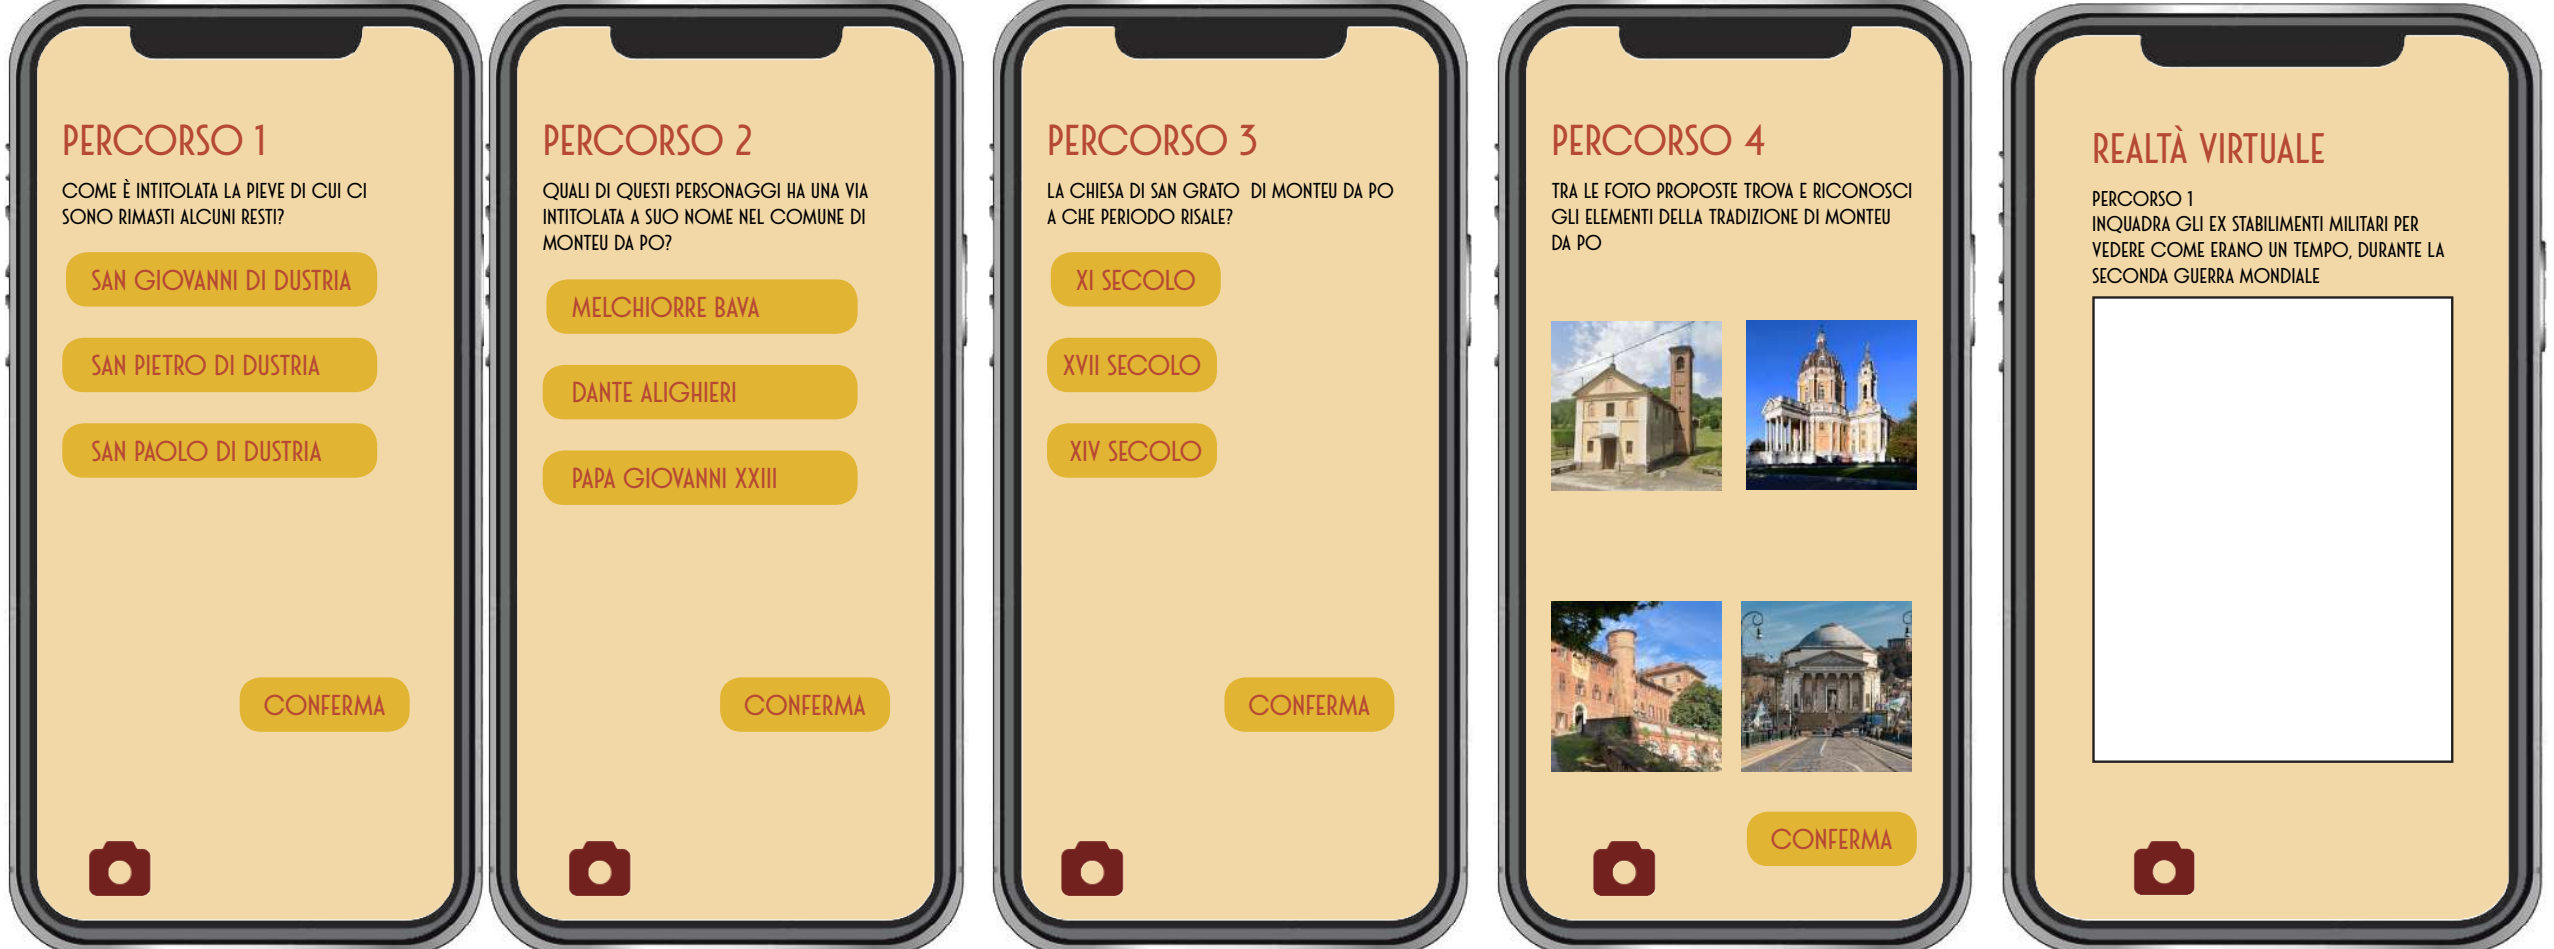 PERCORSO 1
COME È INTITOLATA LA PIEVE DI CUI CI
SONO RIMASTI ALCUNI RESTI?
SAN GIOVANNI DI DUSTRIA
SAN PIETRO DI DUSTRIA
SAN PAOLO DI DUSTRIA
CONFERMA
PERCORSO 2
QUALI DI QUESTI PERSONAGGI HA UNA VIA
INTITOLATA A SUO NOME NEL COMUNE DI
MONTEU DA PO?
MELCHIORRE BAVA
DANTE ALIGHIERI
PAPA GIOVANNI XXIII
CONFERMA
PERCORSO 3
LA CHIESA DI SAN GRATO DI MONTEU DA PO
A CHE PERIODO RISALE?
XI SECOLO
XVII SECOLO
XIV SECOLO
CONFERMA
PERCORSO 4
TRA LE FOTO PROPOSTE TROVA E RICONOSCI
GLI ELEMENTI DELLA TRADIZIONE DI MONTEU
DA PO
CONFERMA
REALTÀ VIRTUALE
PERCORSO 1
INQUADRA GLI EX STABILIMENTI MILITARI PER
VEDERE COME ERANO UN TEMPO, DURANTE LA
SECONDA GUERRA MONDIALE